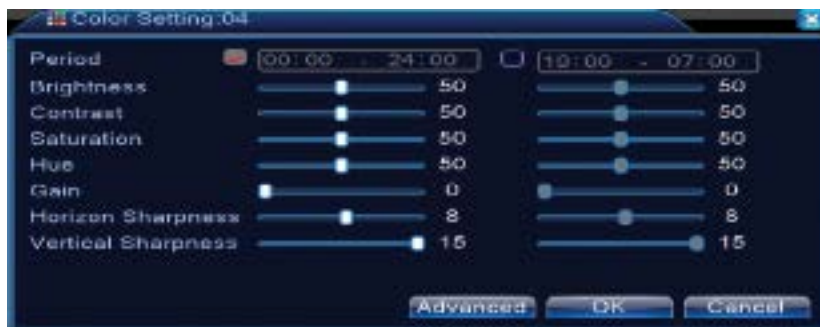 Color Setting:04
Period 00:00 - 24:00 19:00 - 07:00
Brightness 50 50
Contrast 50 50
Saturation 50 50
Hue 50 50
Gain 0 0
Horizon Sharpness 8 8
Vertical Sharpness 15 15
Advanced OK Cancel